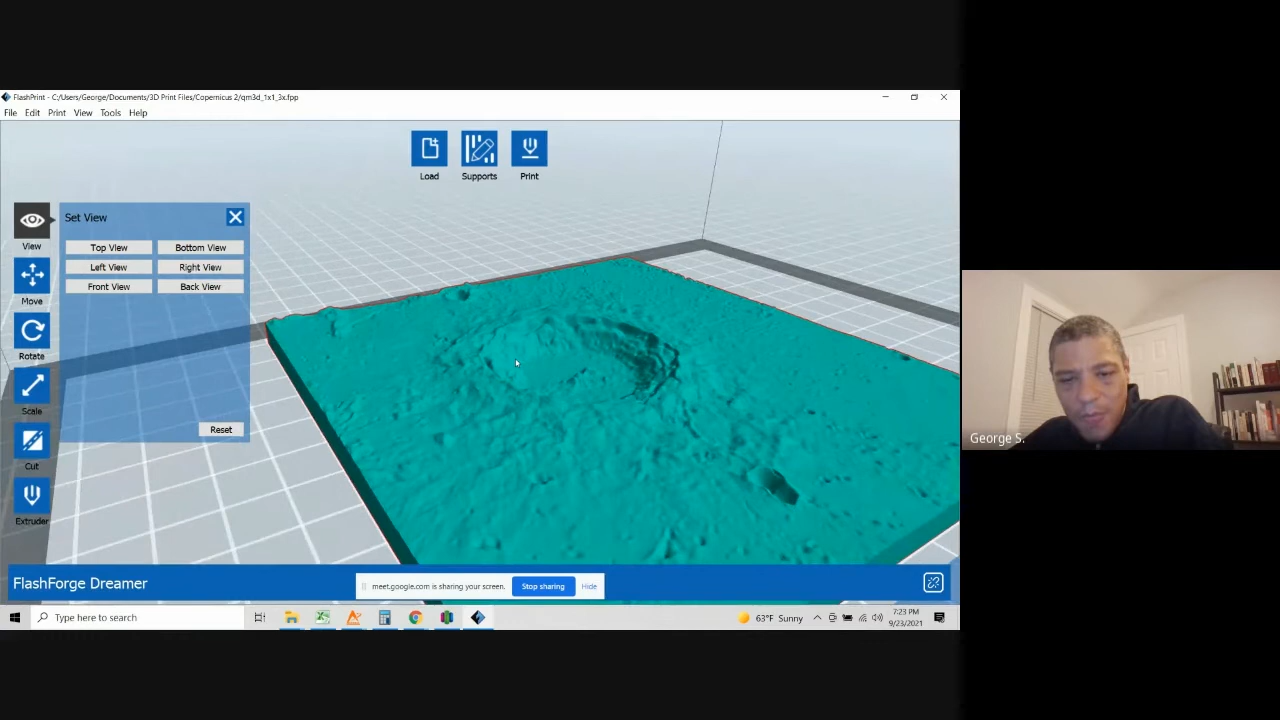 FlashPrint - C:/Users/George/Documents/3D Print Files/Copernicus 2/qm3d_1x1_3x.fpp
File Edit Print View Tools Help
Load Supports Print
Set View
View
Top View Bottom View
Left View Right View
Front View Back View
Move
Rotate
Scale
Reset
Cut
Extruder
George S.
FlashForge Dreamer
meet.google.com is sharing your screen. Stop sharing Hide
Type here to search
63°F Sunny
7:23 PM
9/23/2021